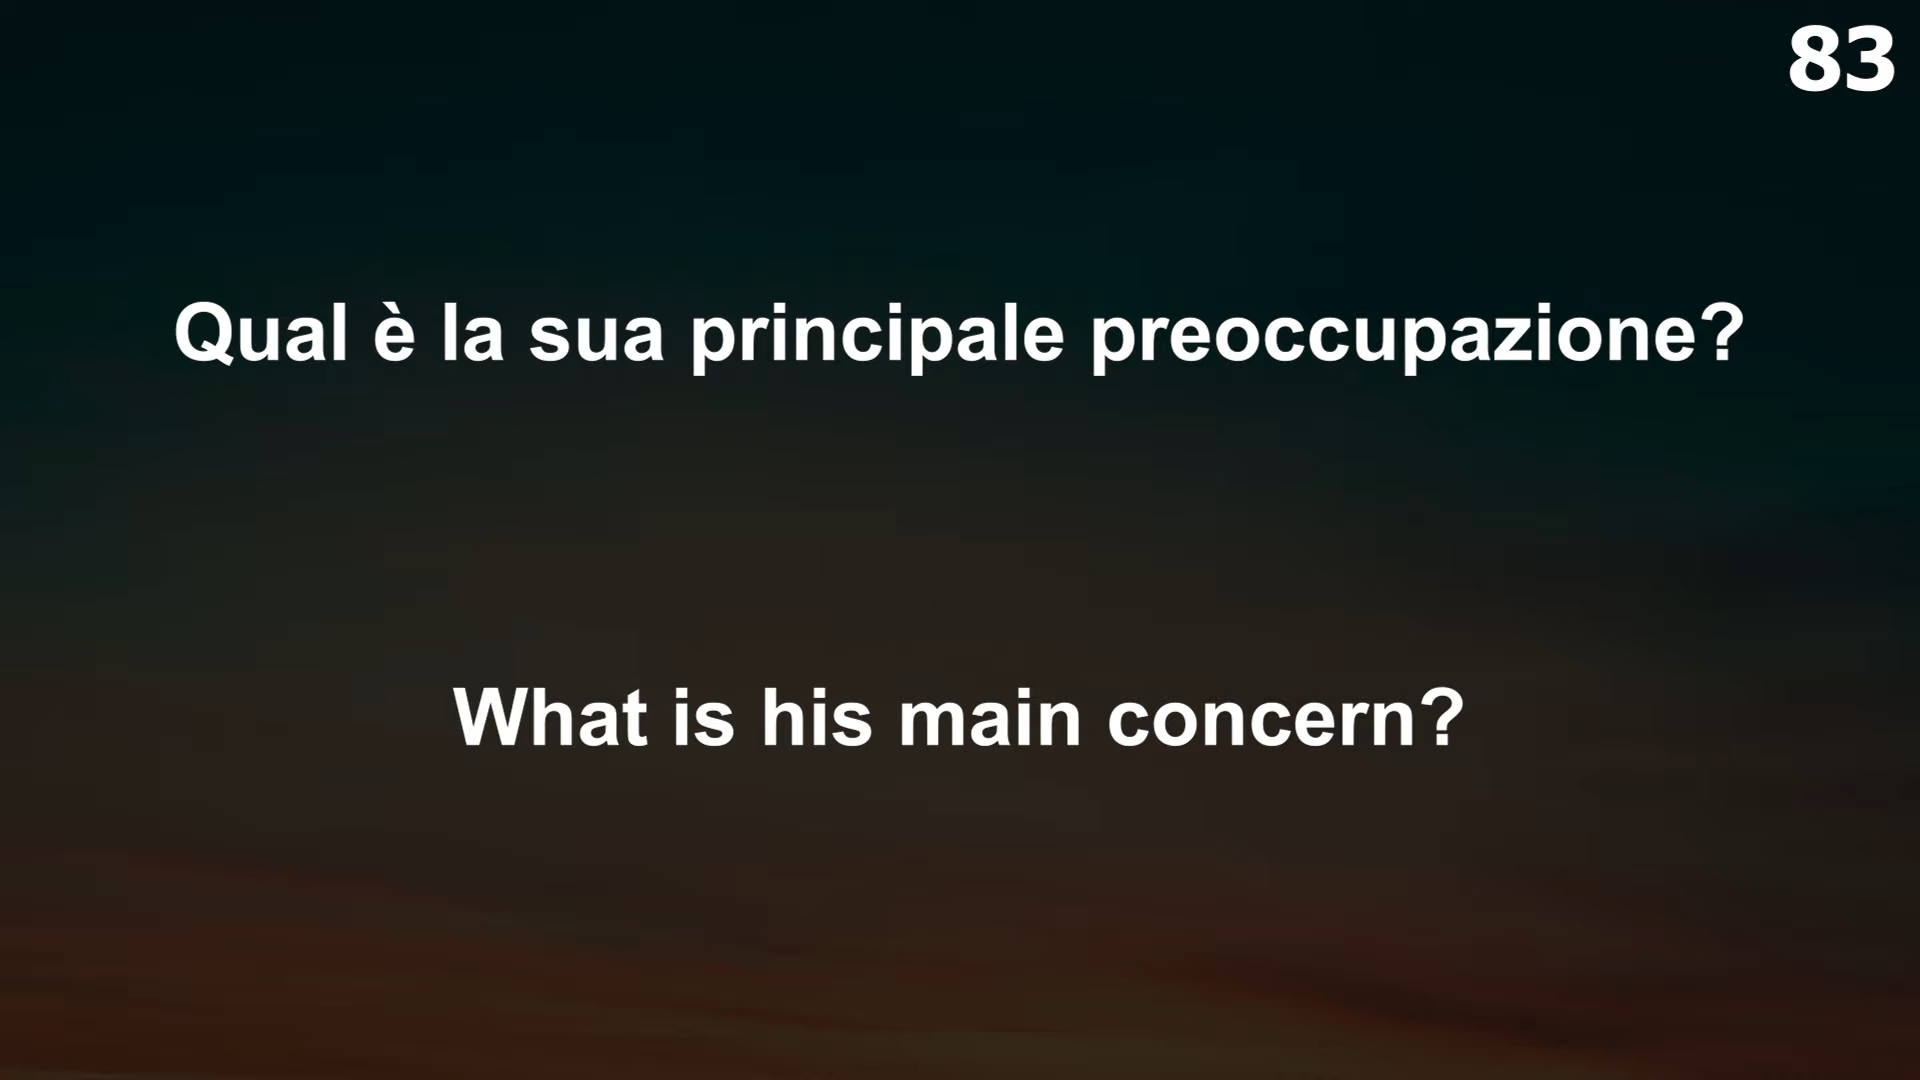 83
Qual è la sua principale preoccupazione?
What is his main concern?